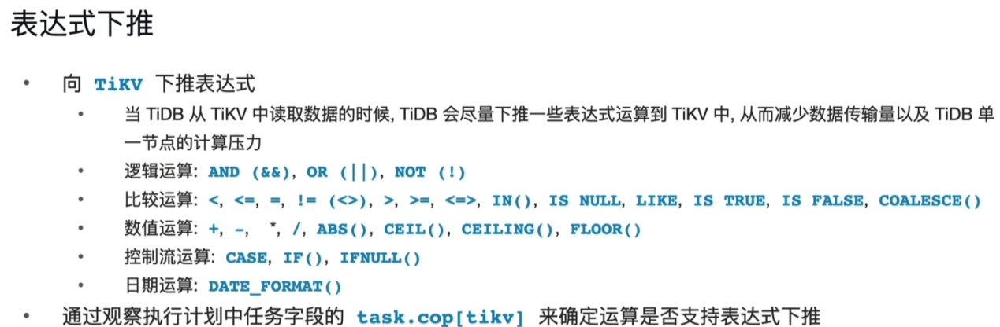 表达式下推
• 向 TiKV 下推表达式
• 当 TiDB 从 TiKV 中读取数据的时候, TiDB 会尽量下推一些表达式运算到 TiKV 中, 从而减少数据传输量以及 TiDB 单
一节点的计算压力
• 逻辑运算: AND (&&), OR (||), NOT (!)
• 比较运算: <, <=, =, != (<>), >, >=, <=>, IN(), IS NULL, LIKE, IS TRUE, IS FALSE, COALESCE()
• 数值运算: +, -, *, /, ABS(), CEIL(), CEILING(), FLOOR()
• 控制流运算: CASE, IF(), IFNULL()
• 日期运算: DATE_FORMAT()
• 通过观察执行计划中任务字段的 task.cop[tikv] 来确定运算是否支持表达式下推